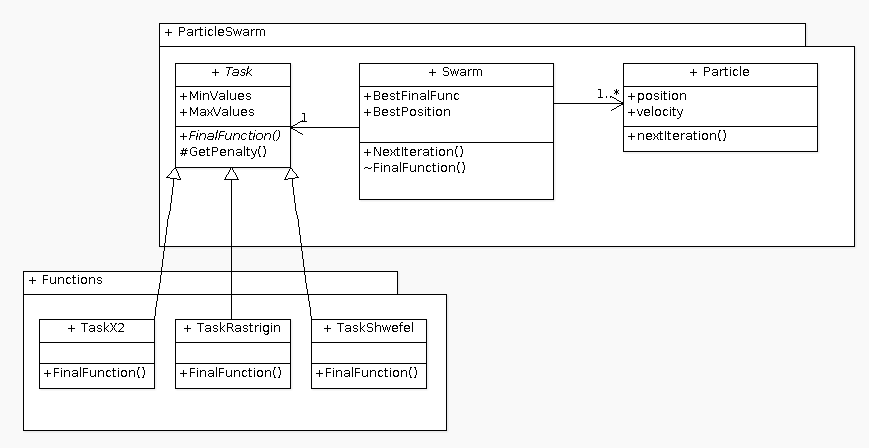 + ParticleSwarm
+ Task
+MinValues
+MaxValues
+FinalFunction()
#GetPenalty()
1
+ Swarm
+BestFinalFunc
+BestPosition
+NextIteration()
~FinalFunction()
1..*
+ Particle
+position
+velocity
+nextIteration()
+ Functions
+ TaskX2
+FinalFunction()
+ TaskRastrigin
+FinalFunction()
+ TaskShwefel
+FinalFunction()